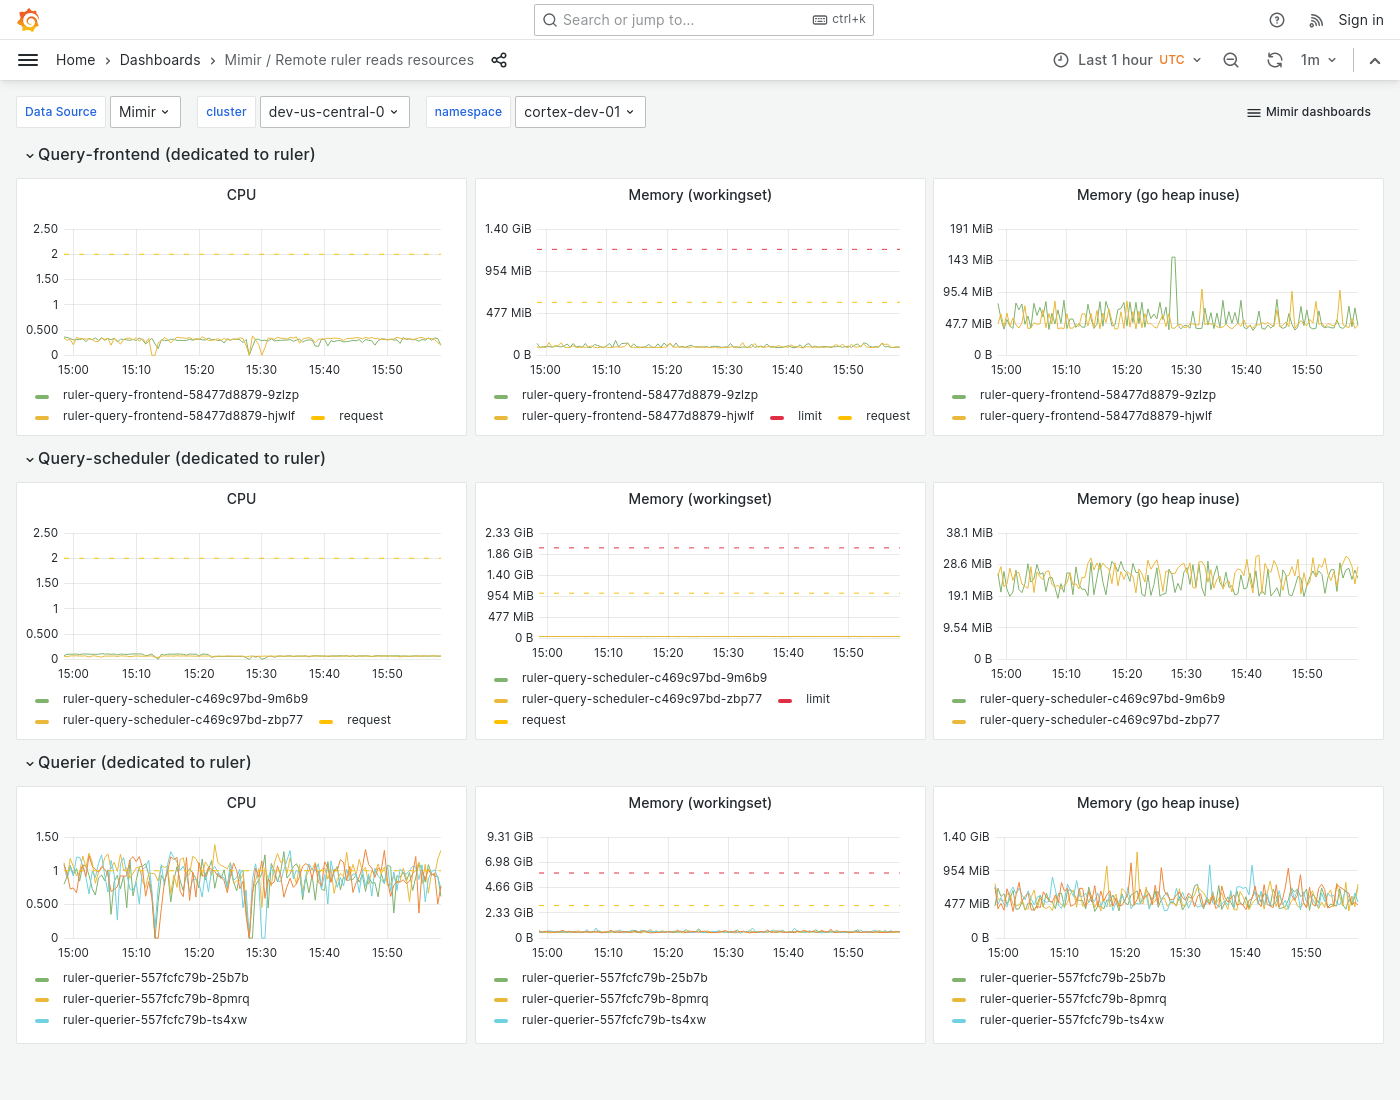 Search or jump to...
ctrl+k
Sign in
Home
Dashboards
Mimir / Remote ruler reads resources
Last 1 hour UTC
1m
Data Source
Mimir
cluster
dev-us-central-0
namespace
cortex-dev-01
Mimir dashboards
Query-frontend (dedicated to ruler)
CPU
2.50
2
1.50
1
0.500
0
15:00 15:10 15:20 15:30 15:40 15:50
ruler-query-frontend-58477d8879-9zlzp
ruler-query-frontend-58477d8879-hjwlf request
Memory (workingset)
1.40 GiB
954 MiB
477 MiB
0 B
15:00 15:10 15:20 15:30 15:40 15:50
ruler-query-frontend-58477d8879-9zlzp
ruler-query-frontend-58477d8879-hjwlf limit request
Memory (go heap inuse)
191 MiB
143 MiB
95.4 MiB
47.7 MiB
0 B
15:00 15:10 15:20 15:30 15:40 15:50
ruler-query-frontend-58477d8879-9zlzp
ruler-query-frontend-58477d8879-hjwlf
Query-scheduler (dedicated to ruler)
CPU
2.50
2
1.50
1
0.500
0
15:00 15:10 15:20 15:30 15:40 15:50
ruler-query-scheduler-c469c97bd-9m6b9
ruler-query-scheduler-c469c97bd-zbp77 request
Memory (workingset)
2.33 GiB
1.86 GiB
1.40 GiB
954 MiB
477 MiB
0 B
15:00 15:10 15:20 15:30 15:40 15:50
ruler-query-scheduler-c469c97bd-9m6b9
ruler-query-scheduler-c469c97bd-zbp77 limit
request
Memory (go heap inuse)
38.1 MiB
28.6 MiB
19.1 MiB
9.54 MiB
0 B
15:00 15:10 15:20 15:30 15:40 15:50
ruler-query-scheduler-c469c97bd-9m6b9
ruler-query-scheduler-c469c97bd-zbp77
Querier (dedicated to ruler)
CPU
1.50
1
0.500
0
15:00 15:10 15:20 15:30 15:40 15:50
ruler-querier-557fcfc79b-25b7b
ruler-querier-557fcfc79b-8pmrq
ruler-querier-557fcfc79b-ts4xw
Memory (workingset)
9.31 GiB
6.98 GiB
4.66 GiB
2.33 GiB
0 B
15:00 15:10 15:20 15:30 15:40 15:50
ruler-querier-557fcfc79b-25b7b
ruler-querier-557fcfc79b-8pmrq
ruler-querier-557fcfc79b-ts4xw
Memory (go heap inuse)
1.40 GiB
954 MiB
477 MiB
0 B
15:00 15:10 15:20 15:30 15:40 15:50
ruler-querier-557fcfc79b-25b7b
ruler-querier-557fcfc79b-8pmrq
ruler-querier-557fcfc79b-ts4xw